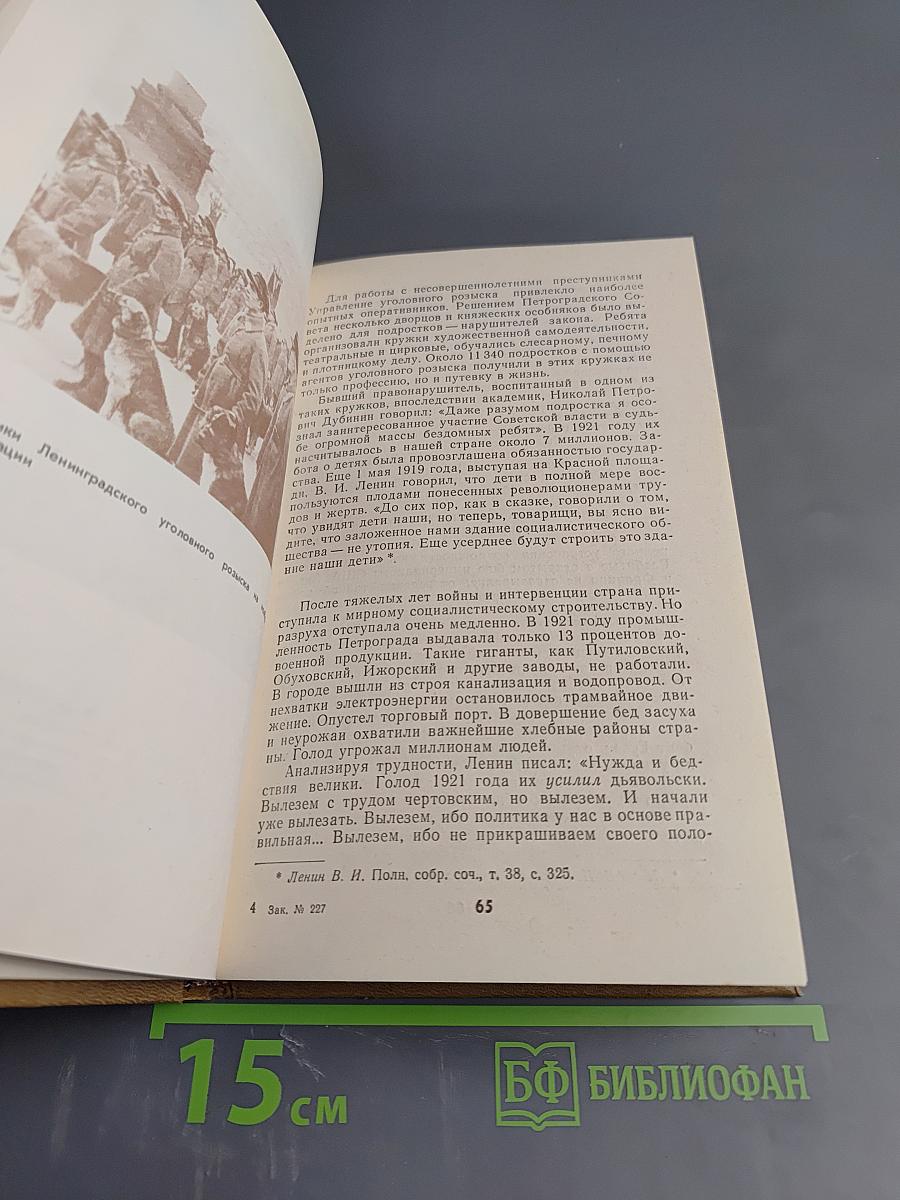 ики Ленинградского уголовного розыска на
ации
Для работы с несовершеннолетними преступниками
Управление уголовного розыска привлекло наиболее
опытных оперативников. Решением Петроградского Со-
вета несколько дворцов и княжеских особняков было вы-
делено для подростков — нарушителей закона. Ребята
организовали кружки художественной самодеятельности,
театральные и цирковые, обучались слесарному, печному
и плотницкому делу. Около 11 340 подростков с помощью
агентов уголовного розыска получили в этих кружках не
только профессию, но и путевку в жизнь.
Бывший правонарушитель, воспитанный в одном из
таких кружков, впоследствии академик, Николай Петро-
вич Дубинин говорил: «Даже разумом подростка я осо-
знал заинтересованное участие Советской власти в судь-
бе огромной массы бездомных ребят». В 1921 году их
насчитывалось в нашей стране около 7 миллионов. За-
бота о детях была провозглашена обязанностью государ-
ства. Еще 1 мая 1919 года, выступая на Красной площа-
ди, В. И. Ленин говорил, что дети в полной мере вос-
пользуются плодами понесенных революционерами тру-
дов и жертв. «До сих пор, как в сказке, говорили о том,
что увидят дети наши, но теперь, товарищи, вы ясно ви-
дите, что заложенное нами здание социалистического об-
щества — не утопия. Еще усерднее будут строить это зда-
ние наши дети» *.
После тяжелых лет войны и интервенции страна при-
ступила к мирному социалистическому строительству. Но
разруха отступала очень медленно. В 1921 году промыш-
ленность Петрограда выдавала только 13 процентов до-
военной продукции. Такие гиганты, как Путиловский,
Обуховский, Ижорский и другие заводы, не работали.
В городе вышли из строя канализация и водопровод. От
нехватки электроэнергии остановилось трамвайное дви-
жение. Опустел торговый порт. В довершение бед засуха
и неурожаи охватили важнейшие хлебные районы стра-
ны. Голод угрожал миллионам людей.
Анализируя трудности, Ленин писал: «Нужда и бед-
ствия велики. Голод 1921 года их усилил дьявольски.
Вылезем с трудом чертовским, но вылезем. И начали
уже вылезать. Вылезем, ибо политика у нас в основе пра-
вильная... Вылезем, ибо не прикрашиваем своего поло-
* Ленин В. И. Полн. собр. соч., т. 38, с. 325.
4 Зак. № 227
65
15 см
БФ БИБЛИОФАН